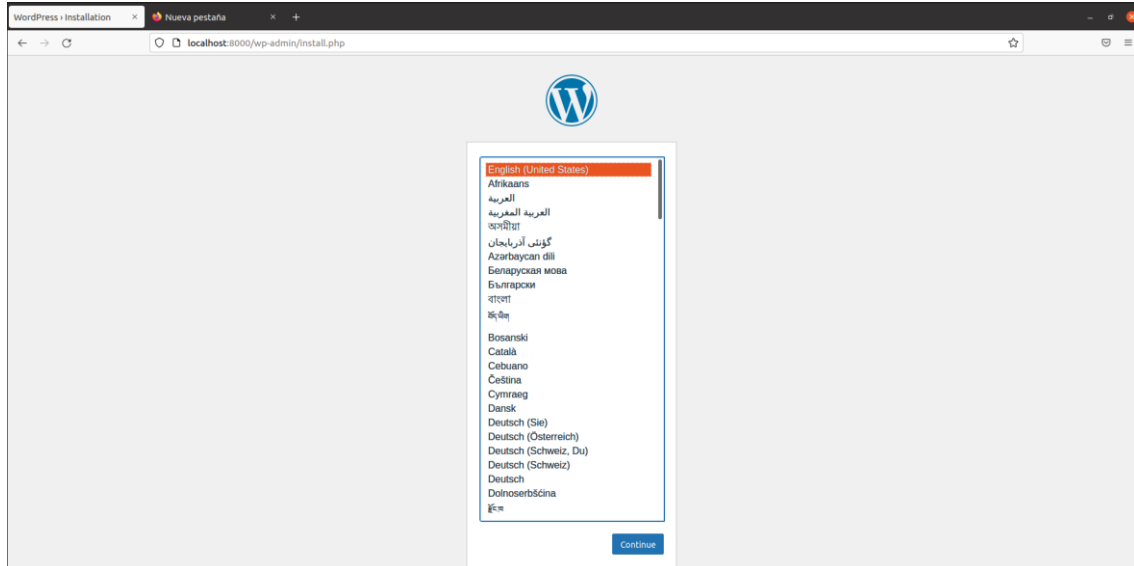 WordPress › Installation
Nueva pestaña
localhost:8000/wp-admin/install.php
English (United States)
Afrikaans
العربية
العربية المغربية
অসমীয়া
گؤنئی آذربایجان
Azərbaycan dili
Беларуская мова
Български
বাংলা
བོད་ཡིག
Bosanski
Català
Cebuano
Čeština
Cymraeg
Dansk
Deutsch (Sie)
Deutsch (Österreich)
Deutsch (Schweiz, Du)
Deutsch (Schweiz)
Deutsch
Dolnoserbšćina
རྫོང་ཁ
Continue